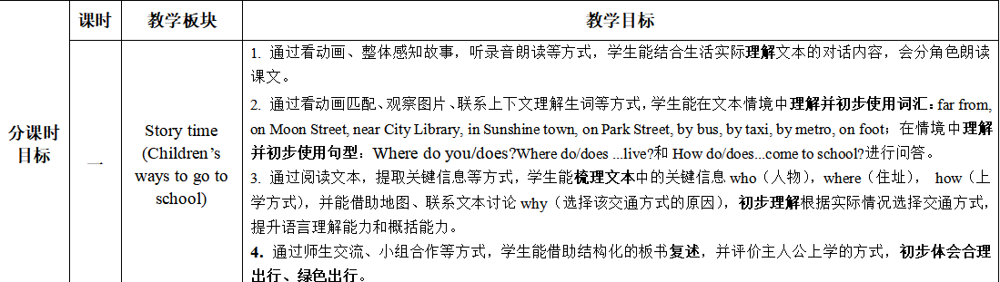 课时 教学板块 教学目标
分课时
目标
一
Story time
(Children’s
ways to go to
school)
1. 通过看动画、整体感知故事，听录音朗读等方式，学生能结合生活实际理解文本的对话内容，会分角色朗读
课文。
2. 通过看动画匹配、观察图片、联系上下文理解生词等方式，学生能在文本情境中理解并初步使用词汇：far from,
on Moon Street, near City Library, in Sunshine town, on Park Street, by bus, by taxi, by metro, on foot；在情境中理解
并初步使用句型：Where do you/does?Where do/does ...live?和 How do/does...come to school?进行问答。
3. 通过阅读文本，提取关键信息等方式，学生能梳理文本中的关键信息 who（人物），where（住址）， how（上
学方式），并能借助地图、联系文本讨论 why（选择该交通方式的原因），初步理解根据实际情况选择交通方式，
提升语言理解能力和概括能力。
4. 通过师生交流、小组合作等方式，学生能借助结构化的板书复述，并评价主人公上学的方式，初步体会合理
出行、绿色出行。